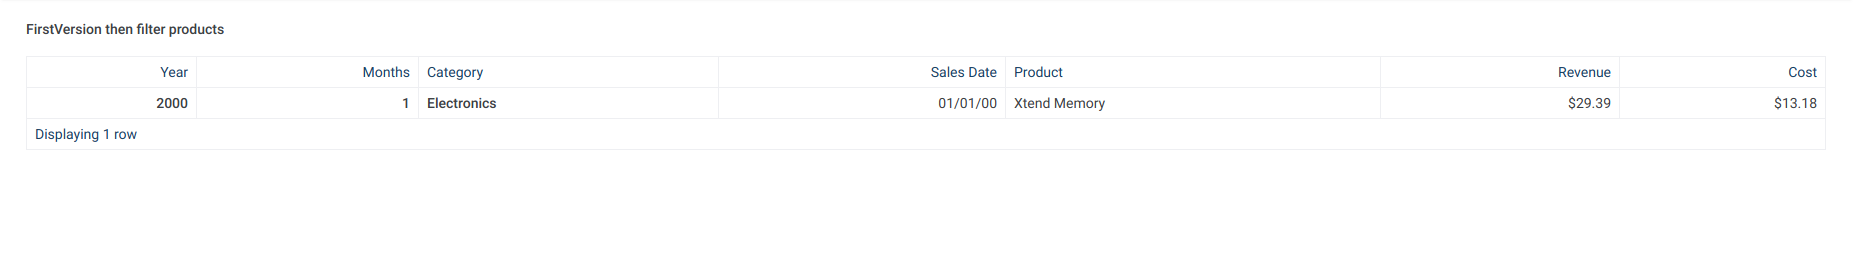 FirstVersion then filter products
Year Months Category Sales Date Product Revenue Cost
2000 1 Electronics 01/01/00 Xtend Memory $29.39 $13.18
Displaying 1 row